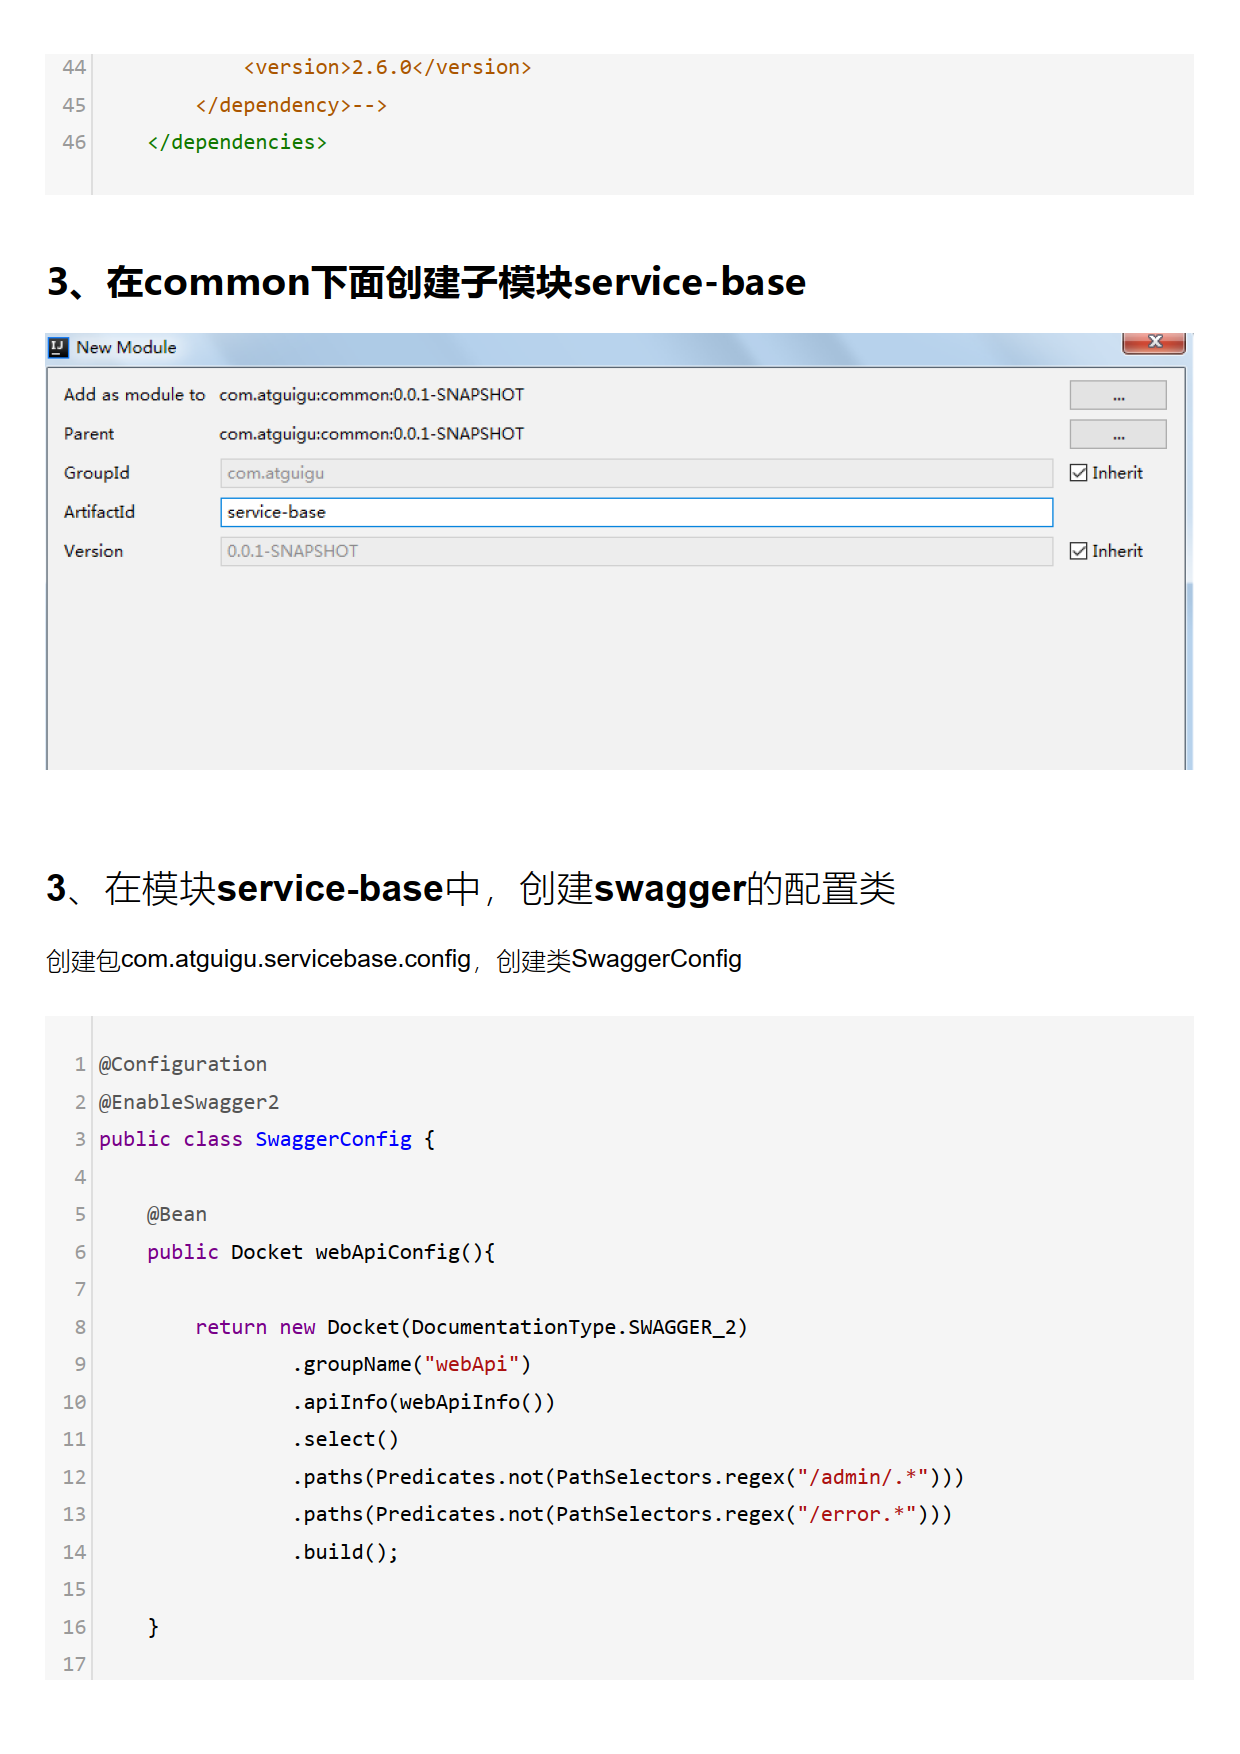 44             <version>2.6.0</version>
45         </dependency>-->
46     </dependencies>
3、在common下面创建子模块service-base
New Module
Add as module to com.atguigu:common:0.0.1-SNAPSHOT ...
Parent com.atguigu:common:0.0.1-SNAPSHOT ...
GroupId com.atguigu Inherit
ArtifactId service-base
Version 0.0.1-SNAPSHOT Inherit
3、在模块service-base中，创建swagger的配置类
创建包com.atguigu.servicebase.config，创建类SwaggerConfig
1 @Configuration
2 @EnableSwagger2
3 public class SwaggerConfig {
4
5     @Bean
6     public Docket webApiConfig(){
7
8         return new Docket(DocumentationType.SWAGGER_2)
9                 .groupName("webApi")
10                 .apiInfo(webApiInfo())
11                 .select()
12                 .paths(Predicates.not(PathSelectors.regex("/admin/.*")))
13                 .paths(Predicates.not(PathSelectors.regex("/error.*")))
14                 .build();
15
16     }
17